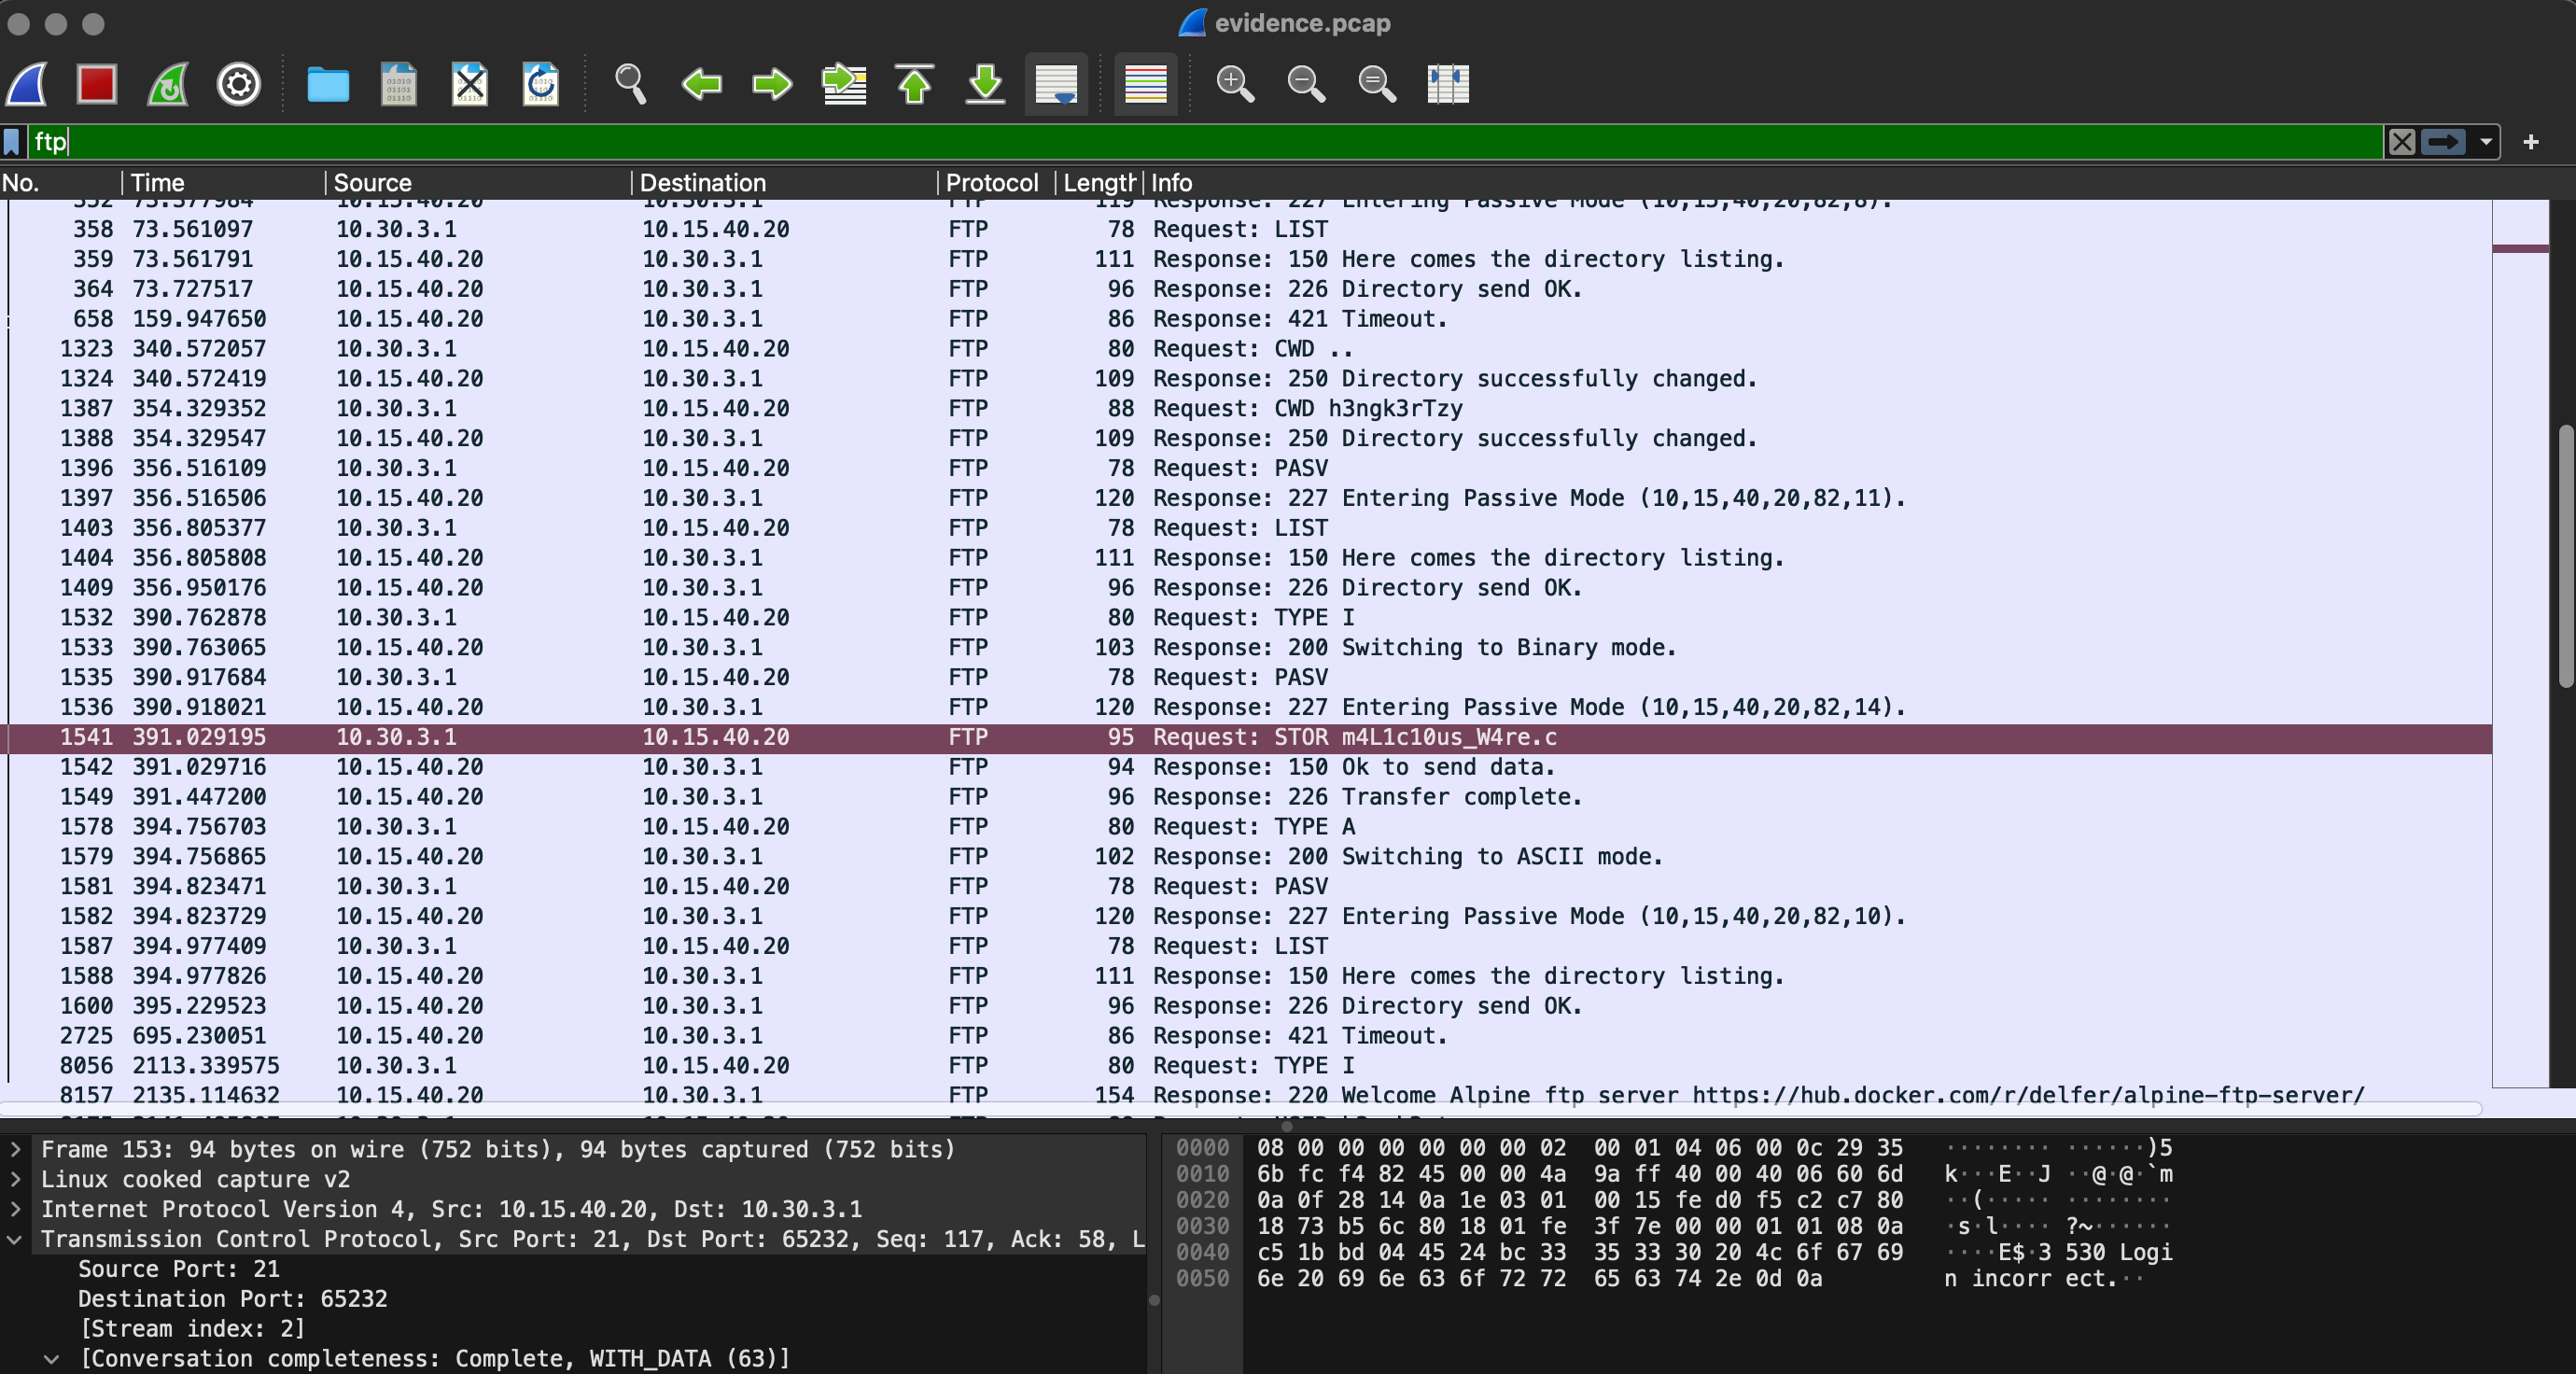 evidence.pcap
ftp
No. Time Source Destination Protocol Length Info
352 73.377984 10.15.40.20 10.30.3.1 FTP 119 Response: 227 Entering Passive Mode (10,15,40,20,82,8).
358 73.561097 10.30.3.1 10.15.40.20 FTP 78 Request: LIST
359 73.561791 10.15.40.20 10.30.3.1 FTP 111 Response: 150 Here comes the directory listing.
364 73.727517 10.15.40.20 10.30.3.1 FTP 96 Response: 226 Directory send OK.
658 159.947650 10.15.40.20 10.30.3.1 FTP 86 Response: 421 Timeout.
1323 340.572057 10.30.3.1 10.15.40.20 FTP 80 Request: CWD ..
1324 340.572419 10.15.40.20 10.30.3.1 FTP 109 Response: 250 Directory successfully changed.
1387 354.329352 10.30.3.1 10.15.40.20 FTP 88 Request: CWD h3ngk3rTzy
1388 354.329547 10.15.40.20 10.30.3.1 FTP 109 Response: 250 Directory successfully changed.
1396 356.516109 10.30.3.1 10.15.40.20 FTP 78 Request: PASV
1397 356.516506 10.15.40.20 10.30.3.1 FTP 120 Response: 227 Entering Passive Mode (10,15,40,20,82,11).
1403 356.805377 10.30.3.1 10.15.40.20 FTP 78 Request: LIST
1404 356.805808 10.15.40.20 10.30.3.1 FTP 111 Response: 150 Here comes the directory listing.
1409 356.950176 10.15.40.20 10.30.3.1 FTP 96 Response: 226 Directory send OK.
1532 390.762878 10.30.3.1 10.15.40.20 FTP 80 Request: TYPE I
1533 390.763065 10.15.40.20 10.30.3.1 FTP 103 Response: 200 Switching to Binary mode.
1535 390.917684 10.30.3.1 10.15.40.20 FTP 78 Request: PASV
1536 390.918021 10.15.40.20 10.30.3.1 FTP 120 Response: 227 Entering Passive Mode (10,15,40,20,82,14).
1541 391.029195 10.30.3.1 10.15.40.20 FTP 95 Request: STOR m4L1c10us_W4re.c
1542 391.029716 10.15.40.20 10.30.3.1 FTP 94 Response: 150 Ok to send data.
1549 391.447200 10.15.40.20 10.30.3.1 FTP 96 Response: 226 Transfer complete.
1578 394.756703 10.30.3.1 10.15.40.20 FTP 80 Request: TYPE A
1579 394.756865 10.15.40.20 10.30.3.1 FTP 102 Response: 200 Switching to ASCII mode.
1581 394.823471 10.30.3.1 10.15.40.20 FTP 78 Request: PASV
1582 394.823729 10.15.40.20 10.30.3.1 FTP 120 Response: 227 Entering Passive Mode (10,15,40,20,82,10).
1587 394.977409 10.30.3.1 10.15.40.20 FTP 78 Request: LIST
1588 394.977826 10.15.40.20 10.30.3.1 FTP 111 Response: 150 Here comes the directory listing.
1600 395.229523 10.15.40.20 10.30.3.1 FTP 96 Response: 226 Directory send OK.
2725 695.230051 10.15.40.20 10.30.3.1 FTP 86 Response: 421 Timeout.
8056 2113.339575 10.30.3.1 10.15.40.20 FTP 80 Request: TYPE I
8157 2135.114632 10.15.40.20 10.30.3.1 FTP 154 Response: 220 Welcome Alpine ftp server https://hub.docker.com/r/delfer/alpine-ftp-server/
Frame 153: 94 bytes on wire (752 bits), 94 bytes captured (752 bits)
Linux cooked capture v2
Internet Protocol Version 4, Src: 10.15.40.20, Dst: 10.30.3.1
Transmission Control Protocol, Src Port: 21, Dst Port: 65232, Seq: 117, Ack: 58, L
Source Port: 21
Destination Port: 65232
[Stream index: 2]
[Conversation completeness: Complete, WITH_DATA (63)]
0000 08 00 00 00 00 00 00 02 00 01 04 06 00 0c 29 35 ········ ······)5
0010 6b fc f4 82 45 00 00 4a 9a ff 40 00 40 06 60 6d k···E··J ··@·@·`m
0020 0a 0f 28 14 0a 1e 03 01 00 15 fe d0 f5 c2 c7 80 ··(····· ········
0030 18 73 b5 6c 80 18 01 fe 3f 7e 00 00 01 01 08 0a ·s·l···· ?~······
0040 c5 1b bd 04 45 24 bc 33 35 33 30 20 4c 6f 67 69 ····E$·3 530 Logi
0050 6e 20 69 6e 63 6f 72 72 65 63 74 2e 0d 0a n incorr ect.··